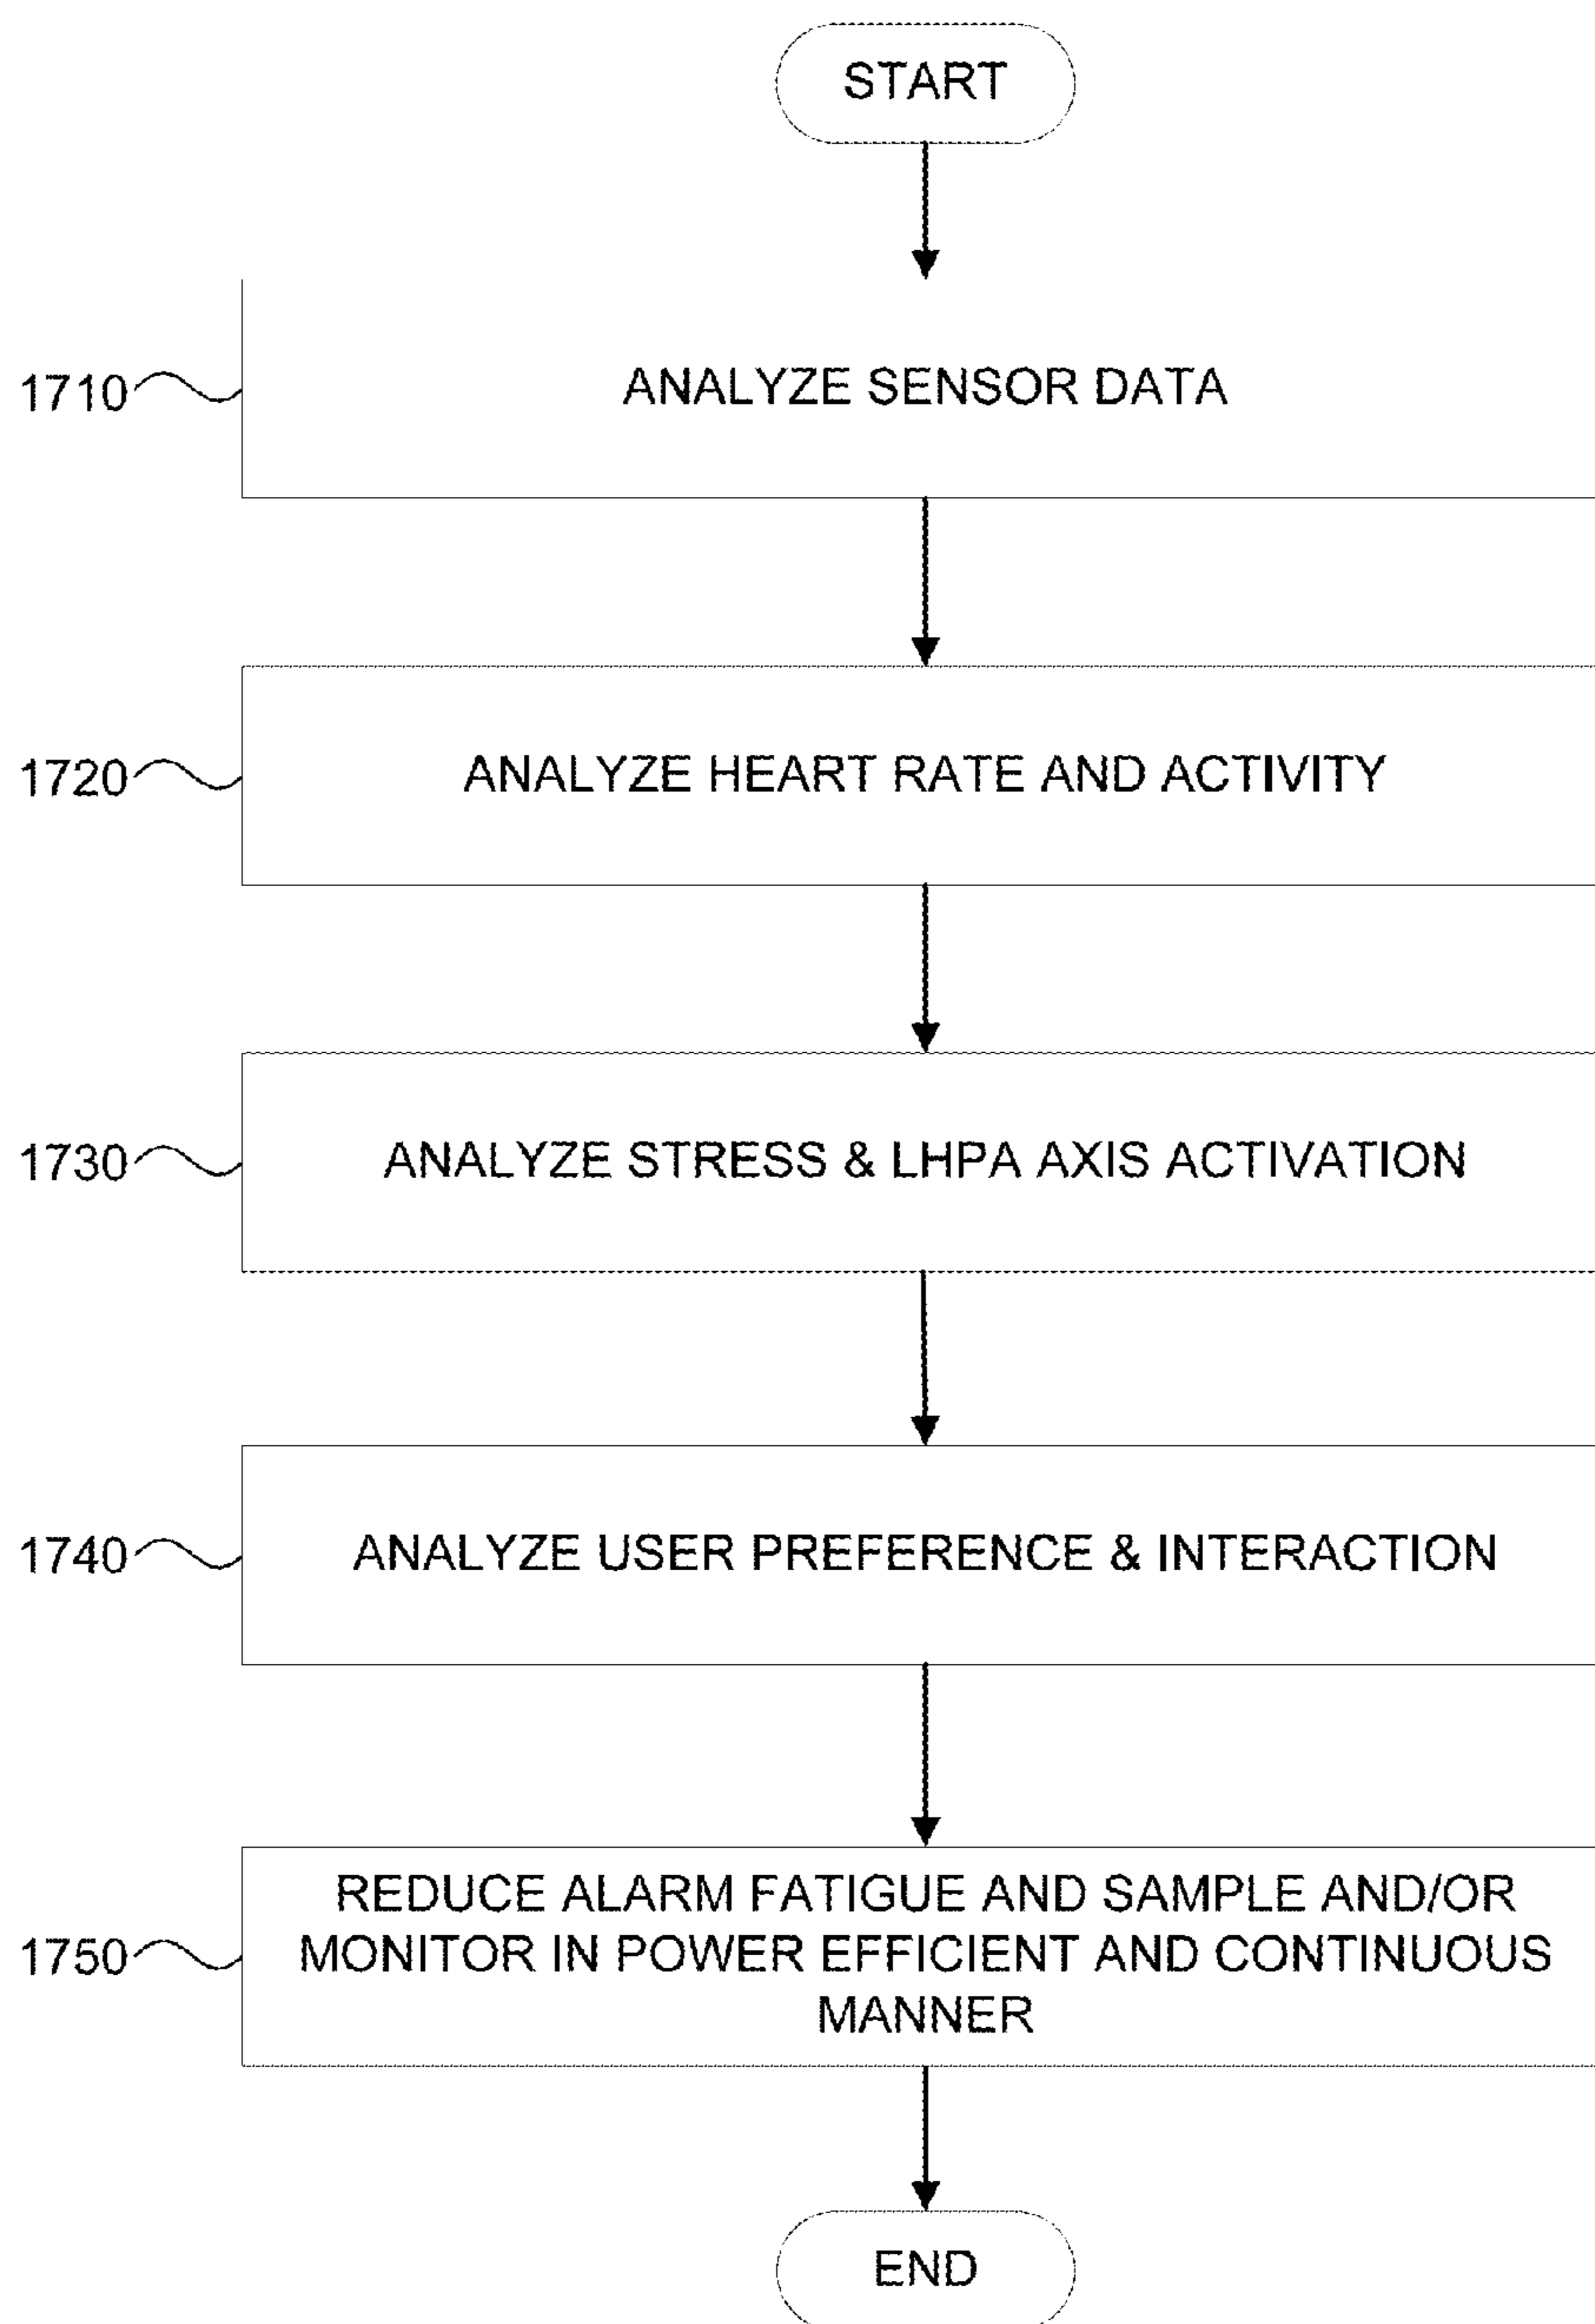 START
1710
ANALYZE SENSOR DATA
1720
ANALYZE HEART RATE AND ACTIVITY
1730
ANALYZE STRESS & LHPA AXIS ACTIVATION
1740
ANALYZE USER PREFERENCE & INTERACTION
REDUCE ALARM FATIGUE AND SAMPLE AND/OR
1750
MONITOR IN POWER EFFICIENT AND CONTINUOUS
MANNER
END